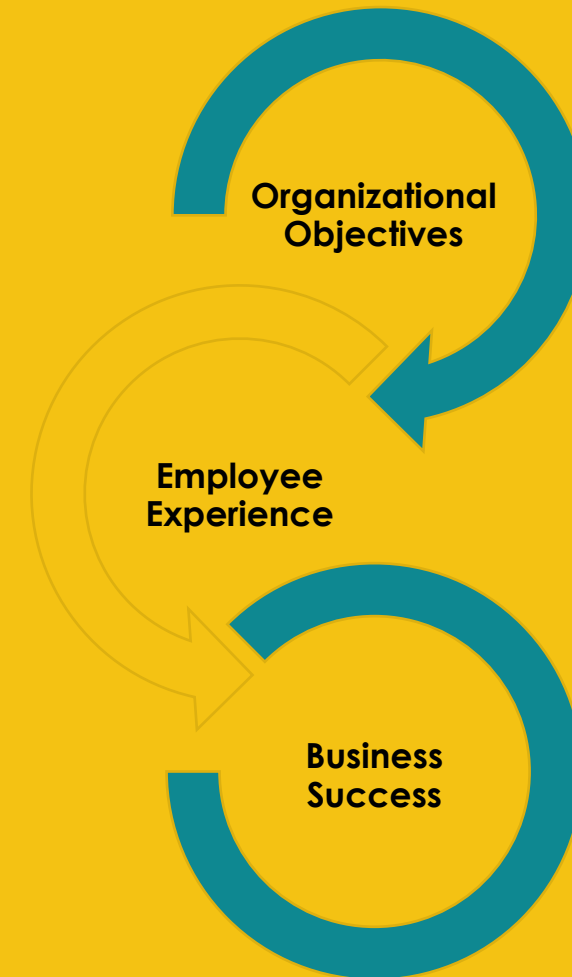 Organizational
Objectives
Employee
Experience
Business
Success